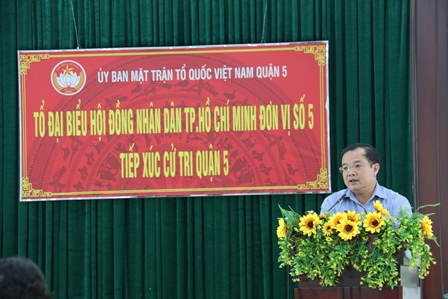 ỦY BAN MẶT TRẬN TỔ QUỐC VIỆT NAM QUẬN 5
TỔ ĐẠI BIỂU HỘI ĐỒNG NHÂN DÂN TP.HỒ CHÍ MINH ĐƠN VỊ SỐ 5
TIẾP XÚC CỬ TRI QUẬN 5